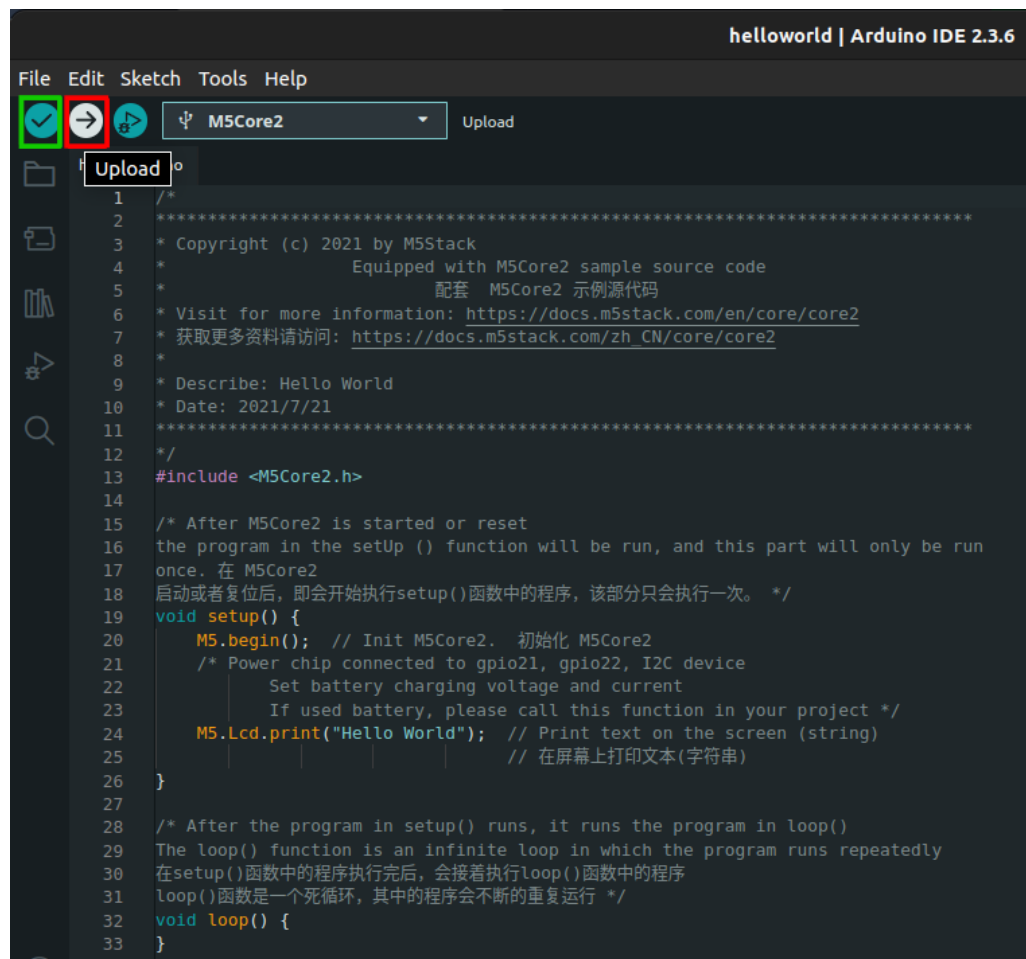 helloworld | Arduino IDE 2.3.6
File Edit Sketch Tools Help
M5Core2 Upload
Upload
1 /*
2 *******************************************************************************
3 * Copyright (c) 2021 by M5Stack
4 * Equipped with M5Core2 sample source code
5 * 配套 M5Core2 示例源代码
6 * Visit for more information: https://docs.m5stack.com/en/core/core2
7 * 获取更多资料请访问: https://docs.m5stack.com/zh_CN/core/core2
8 *
9 * Describe: Hello World
10 * Date: 2021/7/21
11 *******************************************************************************
12 */
13 #include <M5Core2.h>
14
15 /* After M5Core2 is started or reset
16 the program in the setUp () function will be run, and this part will only be run
17 once. 在 M5Core2
18 启动或者复位后，即会开始执行setup()函数中的程序，该部分只会执行一次。 */
19 void setup() {
20 M5.begin(); // Init M5Core2. 初始化 M5Core2
21 /* Power chip connected to gpio21, gpio22, I2C device
22 Set battery charging voltage and current
23 If used battery, please call this function in your project */
24 M5.Lcd.print("Hello World"); // Print text on the screen (string)
25 // 在屏幕上打印文本(字符串)
26 }
27
28 /* After the program in setup() runs, it runs the program in loop()
29 The loop() function is an infinite loop in which the program runs repeatedly
30 在setup()函数中的程序执行完后，会接着执行loop()函数中的程序
31 loop()函数是一个死循环，其中的程序会不断的重复运行 */
32 void loop() {
33 }